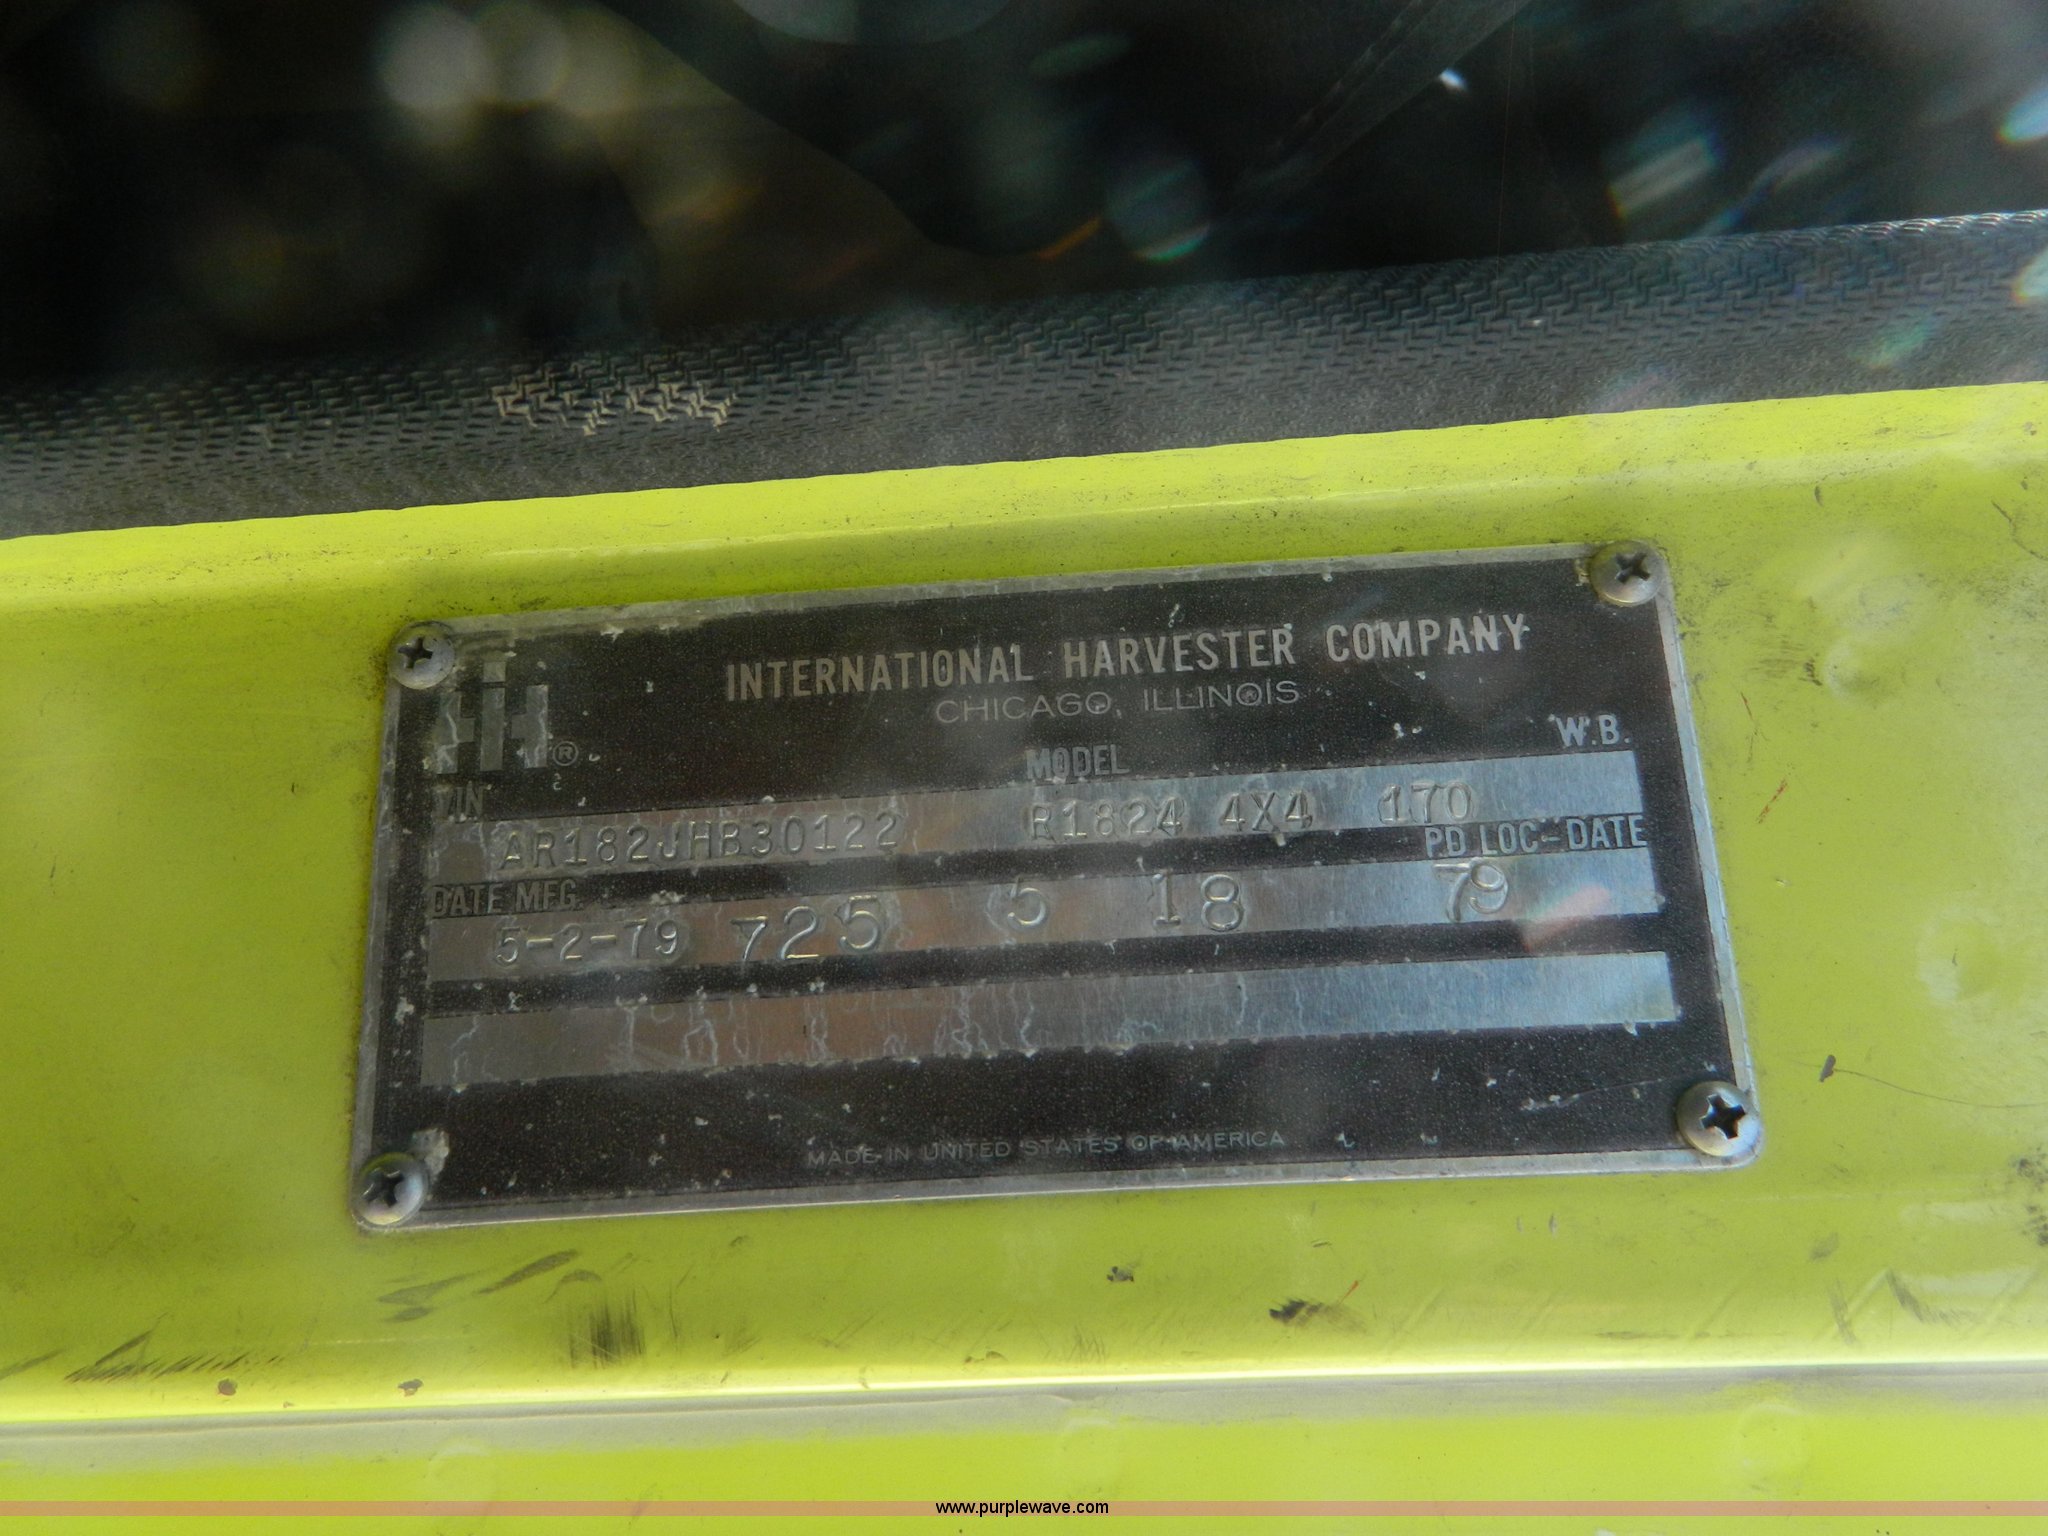 INTERNATIONAL HARVESTER COMPANY
CHICAGO, ILLINOIS
IH ®
VIN MODEL W.B.
AR182JHB30122 R1824 4X4 170
DATE MFG. PD LOC-DATE
5-2-79 725 5 18 79
MADE IN UNITED STATES OF AMERICA
www.purplewave.com